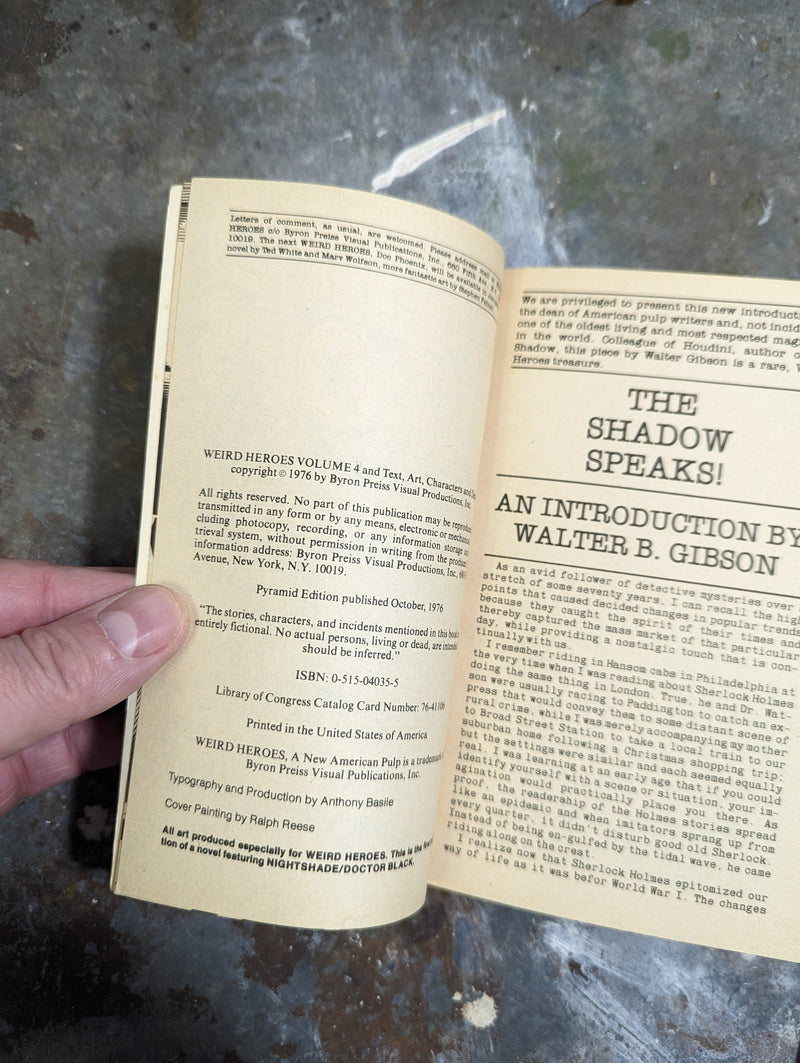 Letters of comment, as usual, are welcomed. Please address mail to
HEROES c/o Byron Preiss Visual Publications, Inc., 680 Fifth Ave.
10019. The next WEIRD HEROES, Doc Phoenix, will be available in
novel by Ted White and Marv Wolfson, more fantastic art by Stephen
WEIRD HEROES VOLUME 4 and Text, Art, Characters and
copyright © 1976 by Byron Preiss Visual Productions, Inc.
All rights reserved. No part of this publication may be
transmitted in any form or by any means, electronic or
cluding photocopy, recording, or any information storage
trieval system, without permission in writing from the
information address: Byron Preiss Visual Productions, Inc.,
Avenue, New York, N.Y. 10019.
Pyramid Edition published October, 1976
"The stories, characters, and incidents mentioned in this
entirely fictional. No actual persons, living or dead, are
should be inferred."
ISBN: 0-515-04035-5
Library of Congress Catalog Card Number: 76-41106
Printed in the United States of America
WEIRD HEROES, A New American Pulp is a
Byron Preiss Visual Publications, Inc.
Typography and Production by Anthony Basile
Cover Painting by Ralph Reese
All art produced especially for WEIRD HEROES. This is the
tion of a novel featuring NIGHTSHADE/DOCTOR BLACK.
We are privileged to present this new
the dean of American pulp writers and, not
one of the oldest living and most respected
in the world. Colleague of Houdini, author
Shadow, this piece by Walter Gibson is a rare,
Heroes treasure.
THE
SHADOW
SPEAKS!
AN INTRODUCTION BY
WALTER B. GIBSON
As an avid follower of detective mysteries over
stretch of some seventy years, I can recall the
points that caused decided changes in popular trends
because they caught the spirit of their times and
thereby captured the mass market of that particular
day, while providing a nostalgic touch that is con-
tinually with us.
I remember riding in Hansom cabs in Philadelphia at
the very time when I was reading about Sherlock Holmes
doing the same thing in London. True, he and Dr. Wat-
son were usually racing to Paddington to catch an ex-
press that would convey them to some distant scene of
rural crime, while I was merely accompanying my mother
to Broad Street Station to take a local train to our
suburban home following a Christmas shopping trip;
but the settings were similar and each seemed equally
real. I was learning at an early age that if you could
identify yourself with a scene or situation, your im-
agination would practically place you there. As
proof, the readership of the Holmes stories spread
like an epidemic and when imitators sprang up from
every quarter, it didn't disturb good old Sherlock.
Instead of being en-gulfed by the tidal wave, he came
riding along on the crest.
I realize now that Sherlock Holmes epitomized our
way of life as it was befor World War I. The changes